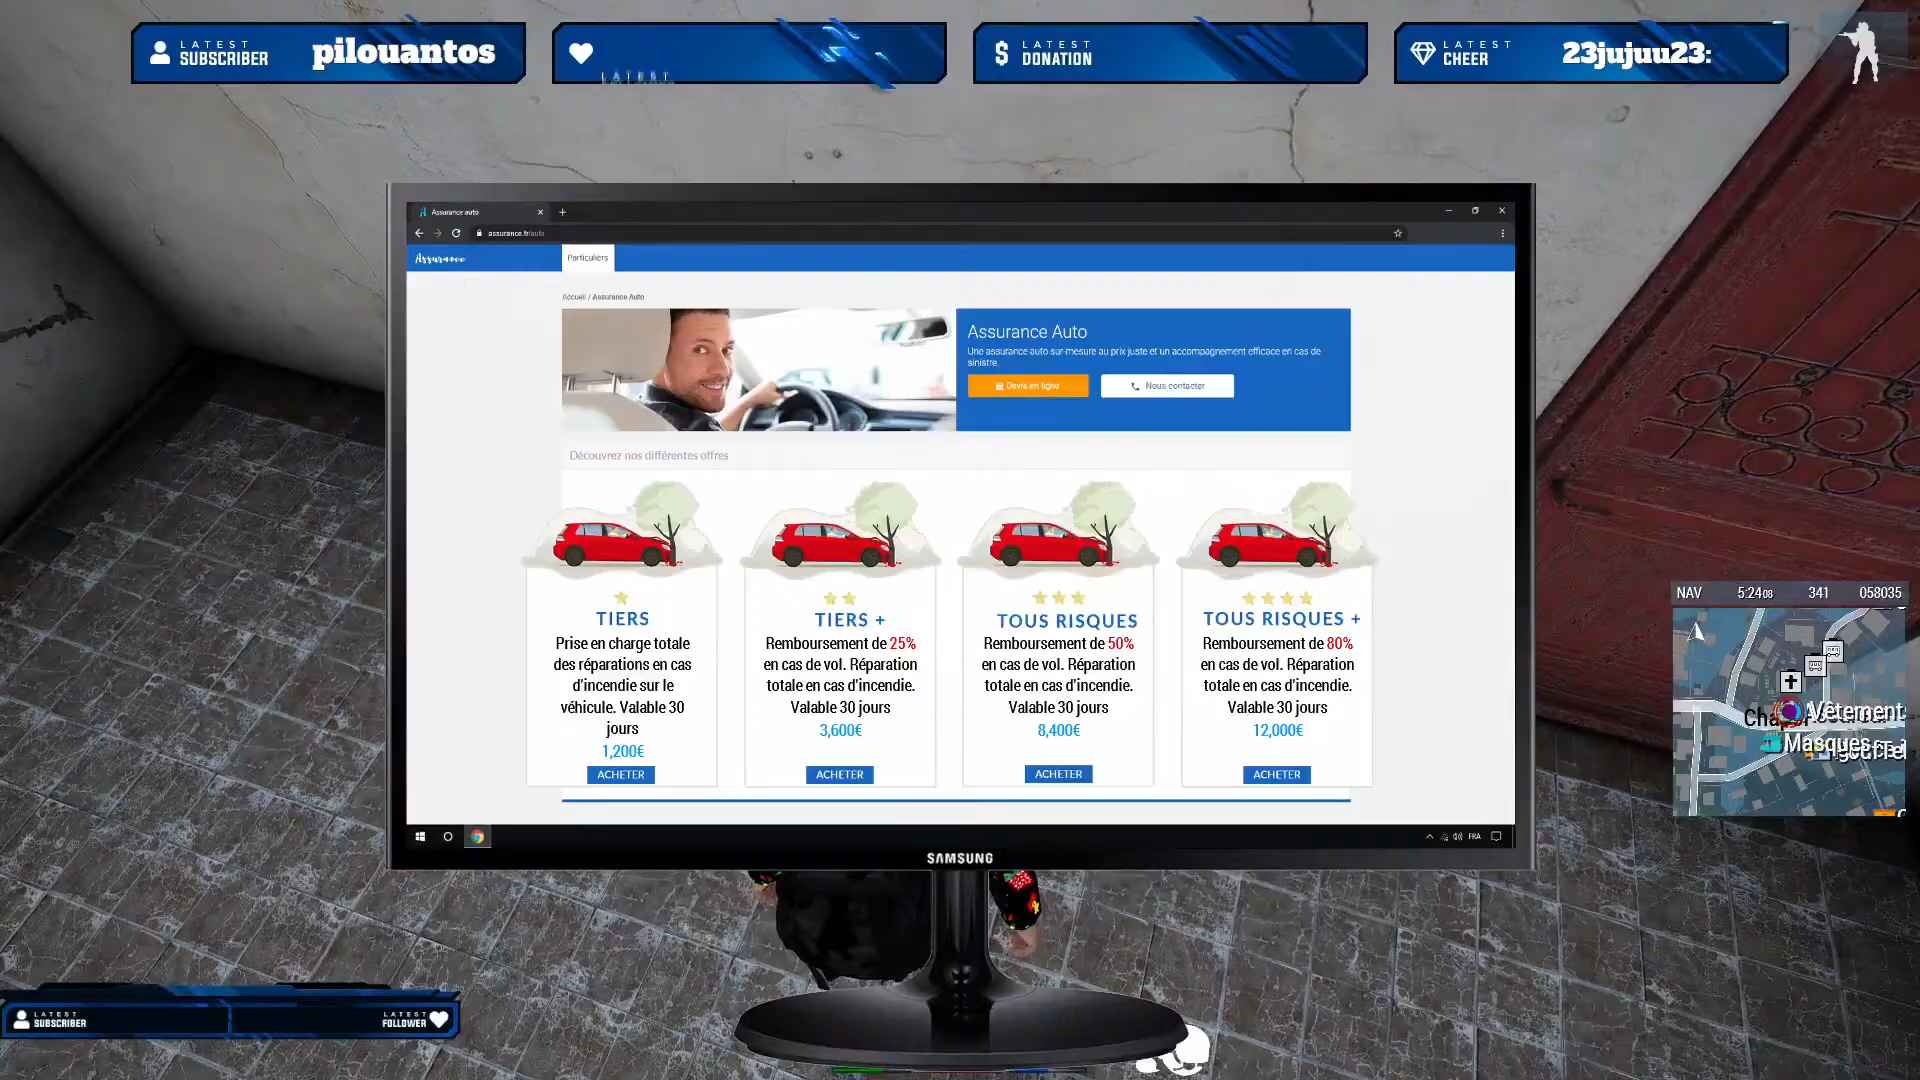 LATEST
SUBSCRIBER
pilouantos
LATEST
LATEST
DONATION
LATEST
CHEER
23jujuu23:
Assurance auto
assurance.fr/auto
Assurance
Particuliers
Accueil / Assurance Auto
Assurance Auto
Une assurance auto sur-mesure au prix juste et un accompagnement efficace en cas de
sinistre.
Devis en ligne
Nous contacter
Découvrez nos différentes offres
TIERS
Prise en charge totale
des réparations en cas
d'incendie sur le
véhicule. Valable 30
jours
1,200€
ACHETER
TIERS +
Remboursement de 25%
en cas de vol. Réparation
totale en cas d'incendie.
Valable 30 jours
3,600€
ACHETER
TOUS RISQUES
Remboursement de 50%
en cas de vol. Réparation
totale en cas d'incendie.
Valable 30 jours
8,400€
ACHETER
TOUS RISQUES +
Remboursement de 80%
en cas de vol. Réparation
totale en cas d'incendie.
Valable 30 jours
12,000€
ACHETER
FRA
SAMSUNG
NAV 5:24 08 341 058035
Vêtement
Masques
LATEST
SUBSCRIBER
LATEST
FOLLOWER